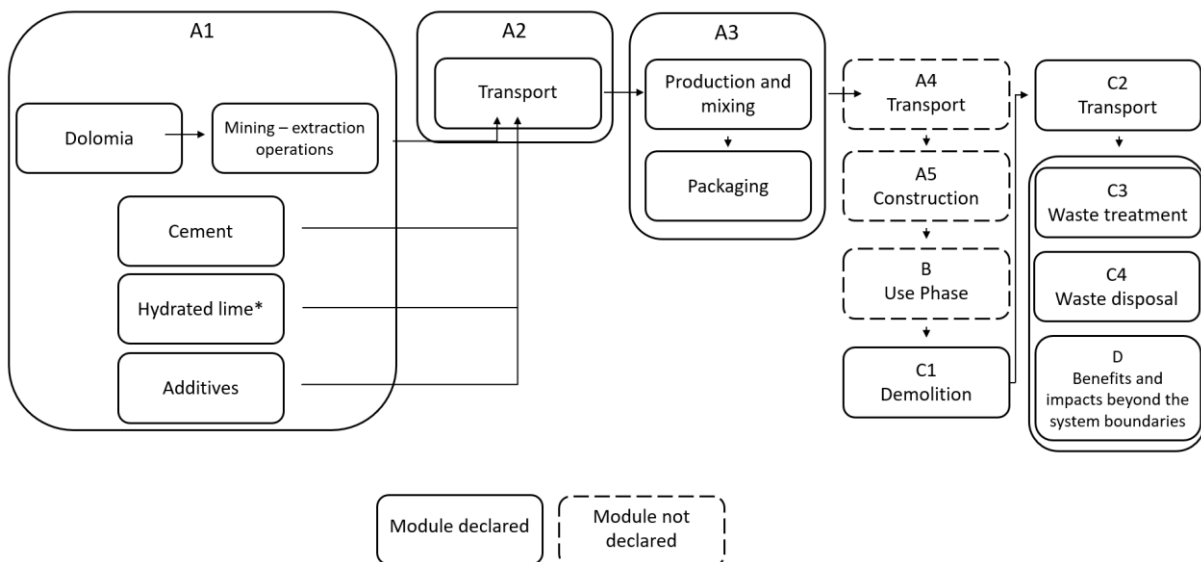 A1
Dolomia
Mining – extraction
operations
Cement
Hydrated lime*
Additives
A2
Transport
A3
Production and
mixing
Packaging
A4
Transport
A5
Construction
B
Use Phase
C1
Demolition
C2
Transport
C3
Waste treatment
C4
Waste disposal
D
Benefits and
impacts beyond the
system boundaries
Module declared
Module not
declared